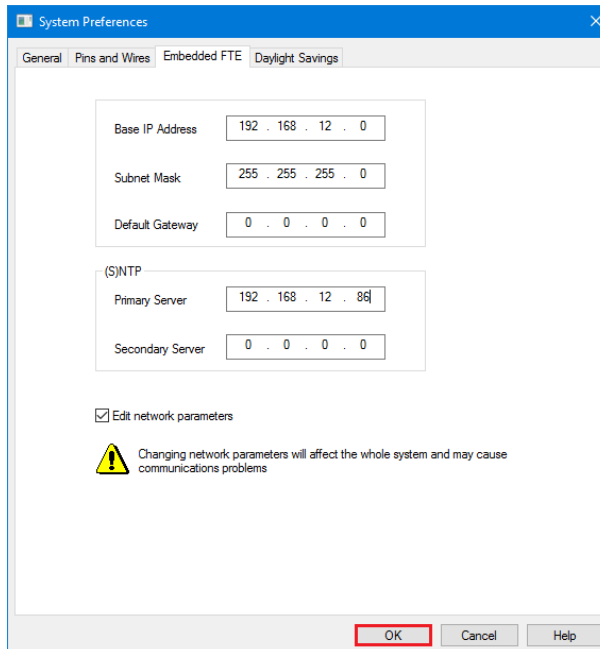 System Preferences
General Pins and Wires Embedded FTE Daylight Savings
Base IP Address 192 . 168 . 12 . 0
Subnet Mask 255 . 255 . 255 . 0
Default Gateway 0 . 0 . 0 . 0
(S)NTP
Primary Server 192 . 168 . 12 . 86
Secondary Server 0 . 0 . 0 . 0
Edit network parameters
Changing network parameters will affect the whole system and may cause
communications problems
OK Cancel Help